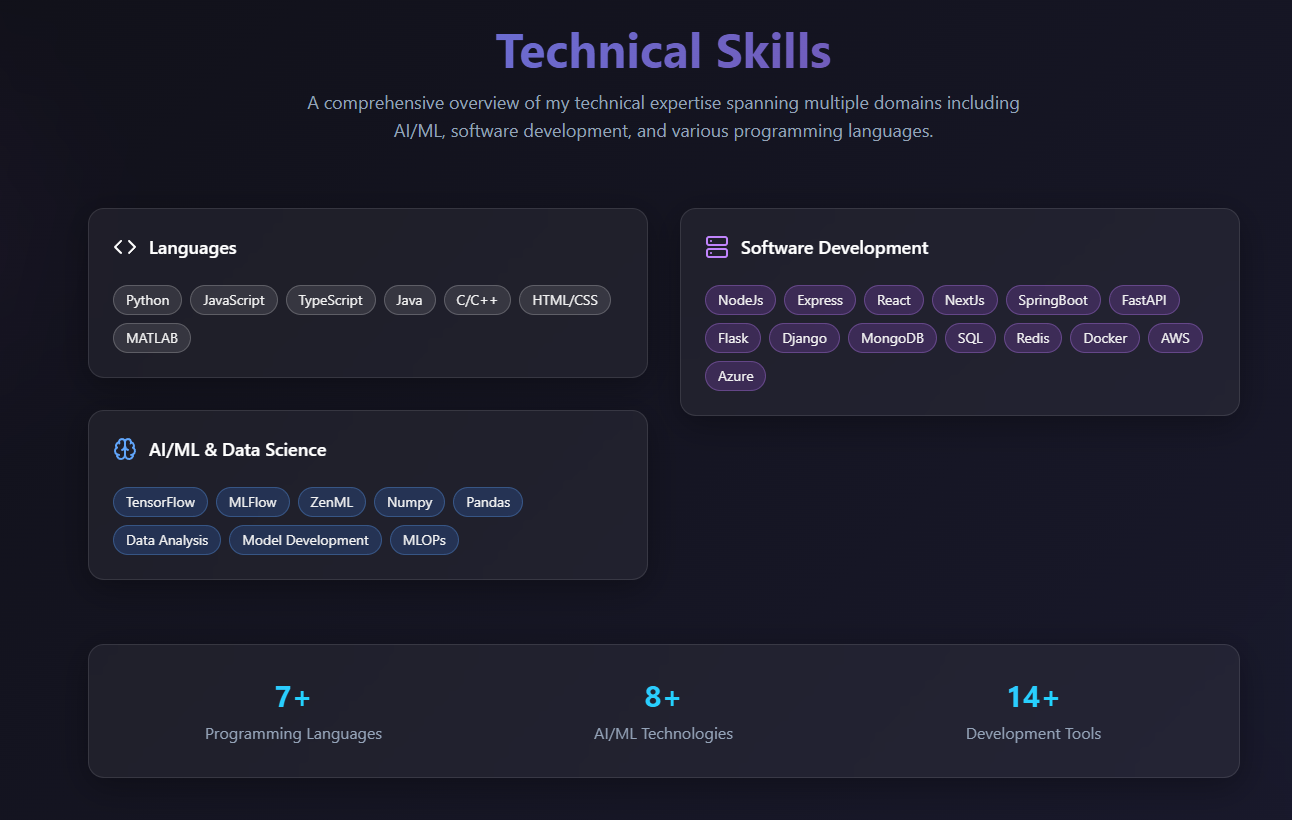 Technical Skills
A comprehensive overview of my technical expertise spanning multiple domains including
AI/ML, software development, and various programming languages.
Languages
Python JavaScript TypeScript Java C/C++ HTML/CSS
MATLAB
Software Development
NodeJs Express React NextJs SpringBoot FastAPI
Flask Django MongoDB SQL Redis Docker AWS
Azure
AI/ML & Data Science
TensorFlow MLFlow ZenML Numpy Pandas
Data Analysis Model Development MLOPs
7+ 8+ 14+
Programming Languages AI/ML Technologies Development Tools